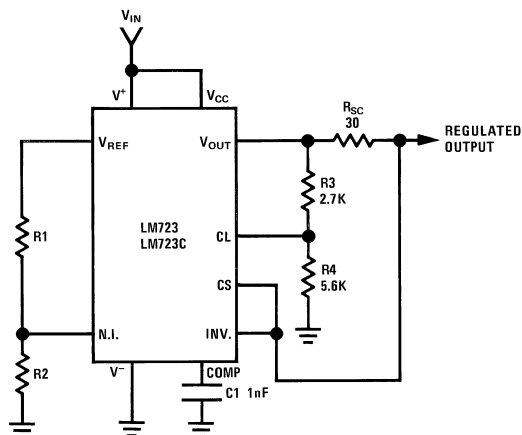 VIN
V+
VCC
VREF
VOUT
RSC
30
REGULATED
OUTPUT
R3
2.7K
R1
LM723
LM723C
CL
R4
5.6K
CS
N.I.
INV.
R2
V−
COMP
C1 1nF